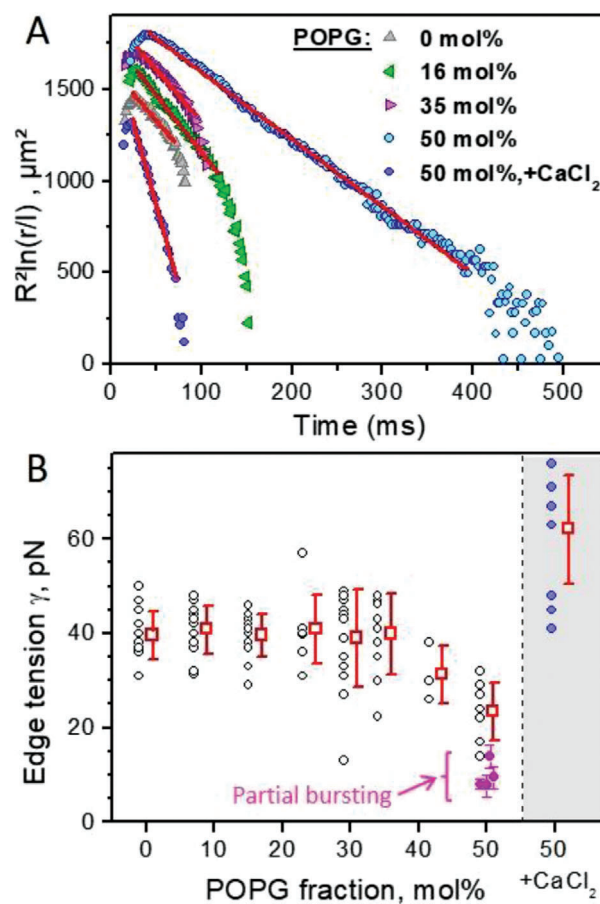 A
POPG:
0 mol%
16 mol%
35 mol%
50 mol%
50 mol%,+CaCl₂
R²ln(r/l) , µm²
1500
1000
500
0
0 100 200 300 400 500
Time (ms)
B
Edge tension γ, pN
60
40
20
0
Partial bursting
0 10 20 30 40 50 50
+CaCl₂
POPG fraction, mol%